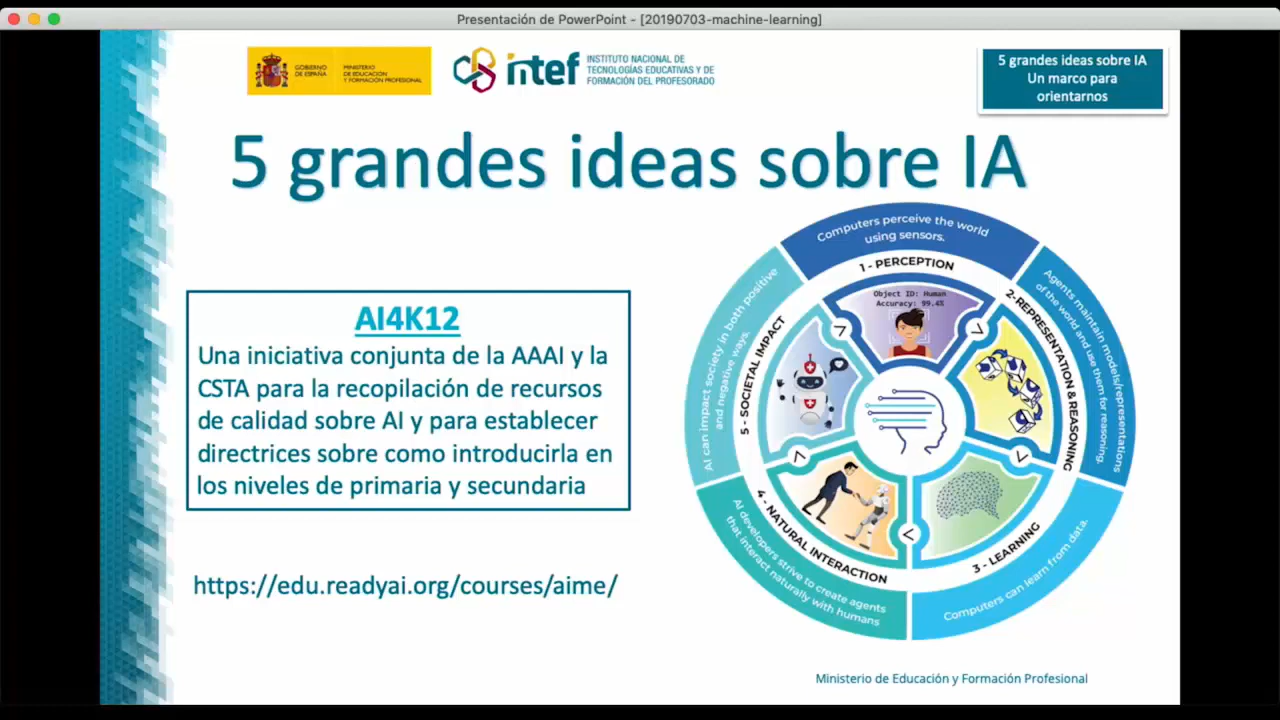 Presentación de PowerPoint - [20190703-machine-learning]
GOBIERNO
DE ESPAÑA
MINISTERIO
DE EDUCACIÓN
Y FORMACIÓN PROFESIONAL
intef
INSTITUTO NACIONAL DE
TECNOLOGÍAS EDUCATIVAS Y DE
FORMACIÓN DEL PROFESORADO
5 grandes ideas sobre IA
Un marco para
orientarnos
5 grandes ideas sobre IA
AI4K12
Una iniciativa conjunta de la AAAI y la
CSTA para la recopilación de recursos
de calidad sobre AI y para establecer
directrices sobre como introducirla en
los niveles de primaria y secundaria
https://edu.readyai.org/courses/aime/
Computers perceive the world
using sensors.
1 - PERCEPTION
Object ID: Human
Accuracy: 99.4%
Agents maintain models/representations
of the world and use them for reasoning.
2- REPRESENTATION & REASONING
3 - LEARNING
Computers can learn from data.
4 - NATURAL INTERACTION
AI developers strive to create agents
that interact naturally with humans
5 - SOCIETAL IMPACT
AI can impact society in both positive
and negative ways.
Ministerio de Educación y Formación Profesional